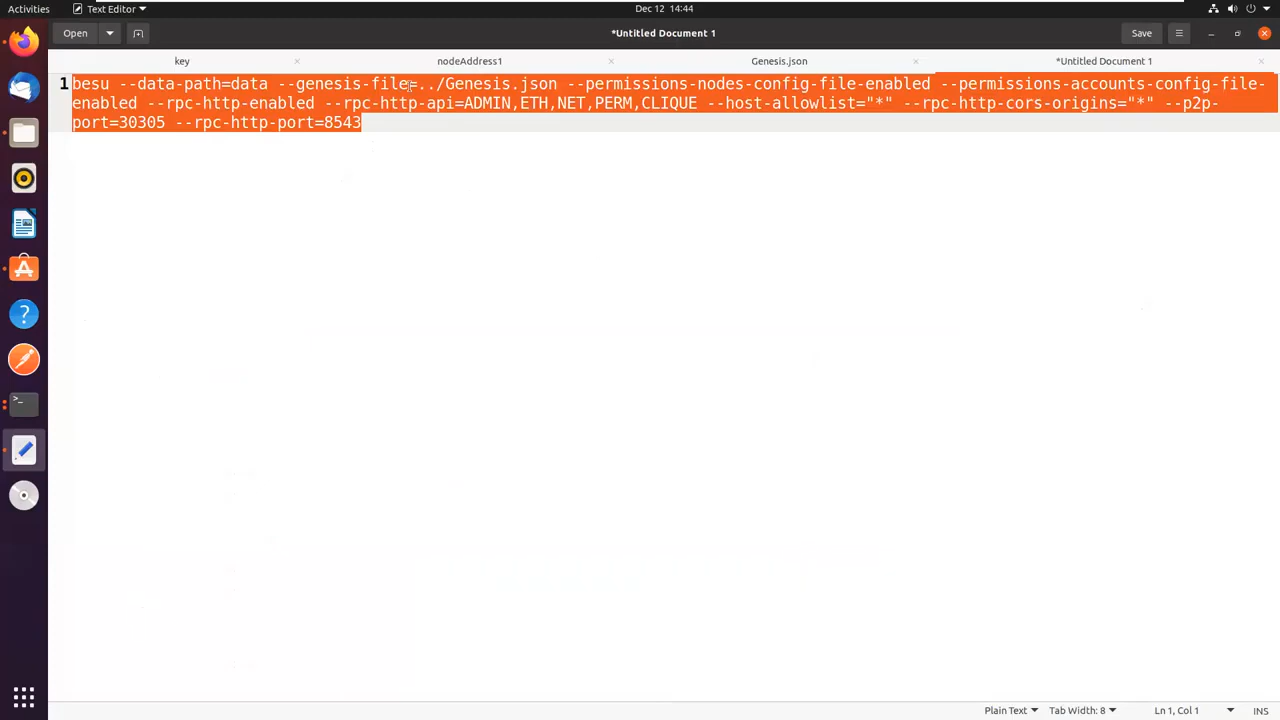 Activities
Text Editor
Dec 12 14:44
Open
*Untitled Document 1
Save
key
nodeAddress1
Genesis.json
*Untitled Document 1
1
besu --data-path=data --genesis-file=../Genesis.json --permissions-nodes-config-file-enabled --permissions-accounts-config-file-
enabled --rpc-http-enabled --rpc-http-api=ADMIN,ETH,NET,PERM,CLIQUE --host-allowlist="*" --rpc-http-cors-origins="*" --p2p-
port=30305 --rpc-http-port=8543
Plain Text
Tab Width: 8
Ln 1, Col 1
INS